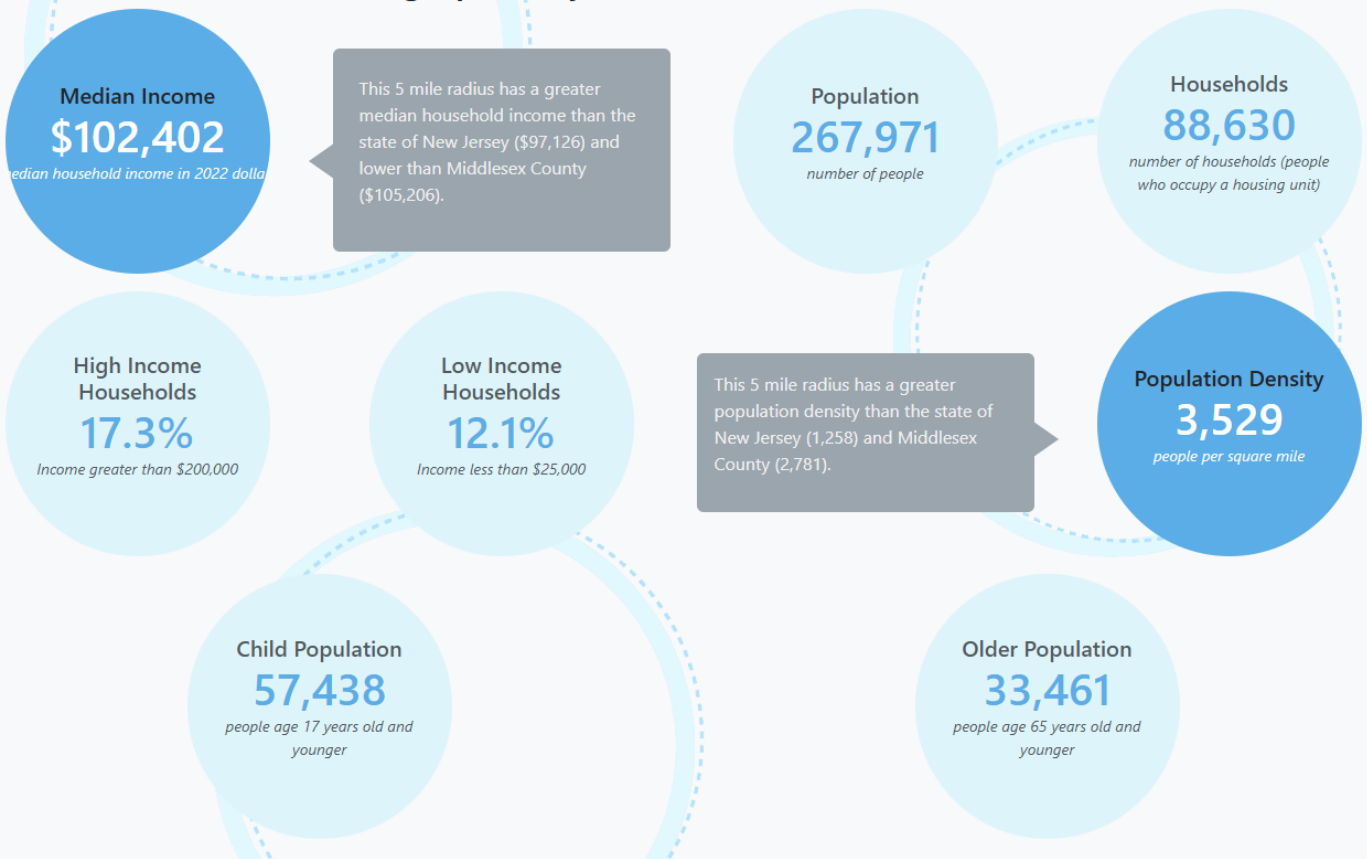 Median Income
$102,402
median household income in 2022 dolla
This 5 mile radius has a greater
median household income than the
state of New Jersey ($97,126) and
lower than Middlesex County
($105,206).
Population
267,971
number of people
Households
88,630
number of households (people
who occupy a housing unit)
High Income
Households
17.3%
Income greater than $200,000
Low Income
Households
12.1%
Income less than $25,000
This 5 mile radius has a greater
population density than the state of
New Jersey (1,258) and Middlesex
County (2,781).
Population Density
3,529
people per square mile
Child Population
57,438
people age 17 years old and
younger
Older Population
33,461
people age 65 years old and
younger